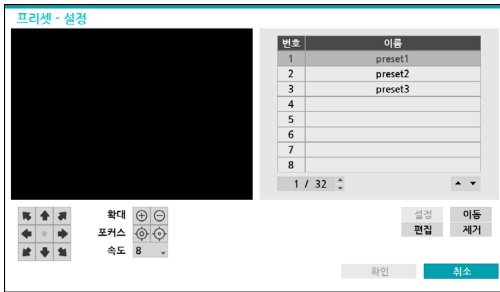 프리셋 - 설정
번호 이름
1 preset1
2 preset2
3 preset3
4
5
6
7
8
1 / 32
확대
포커스
속도 8
설정 이동
편집 제거
확인 취소